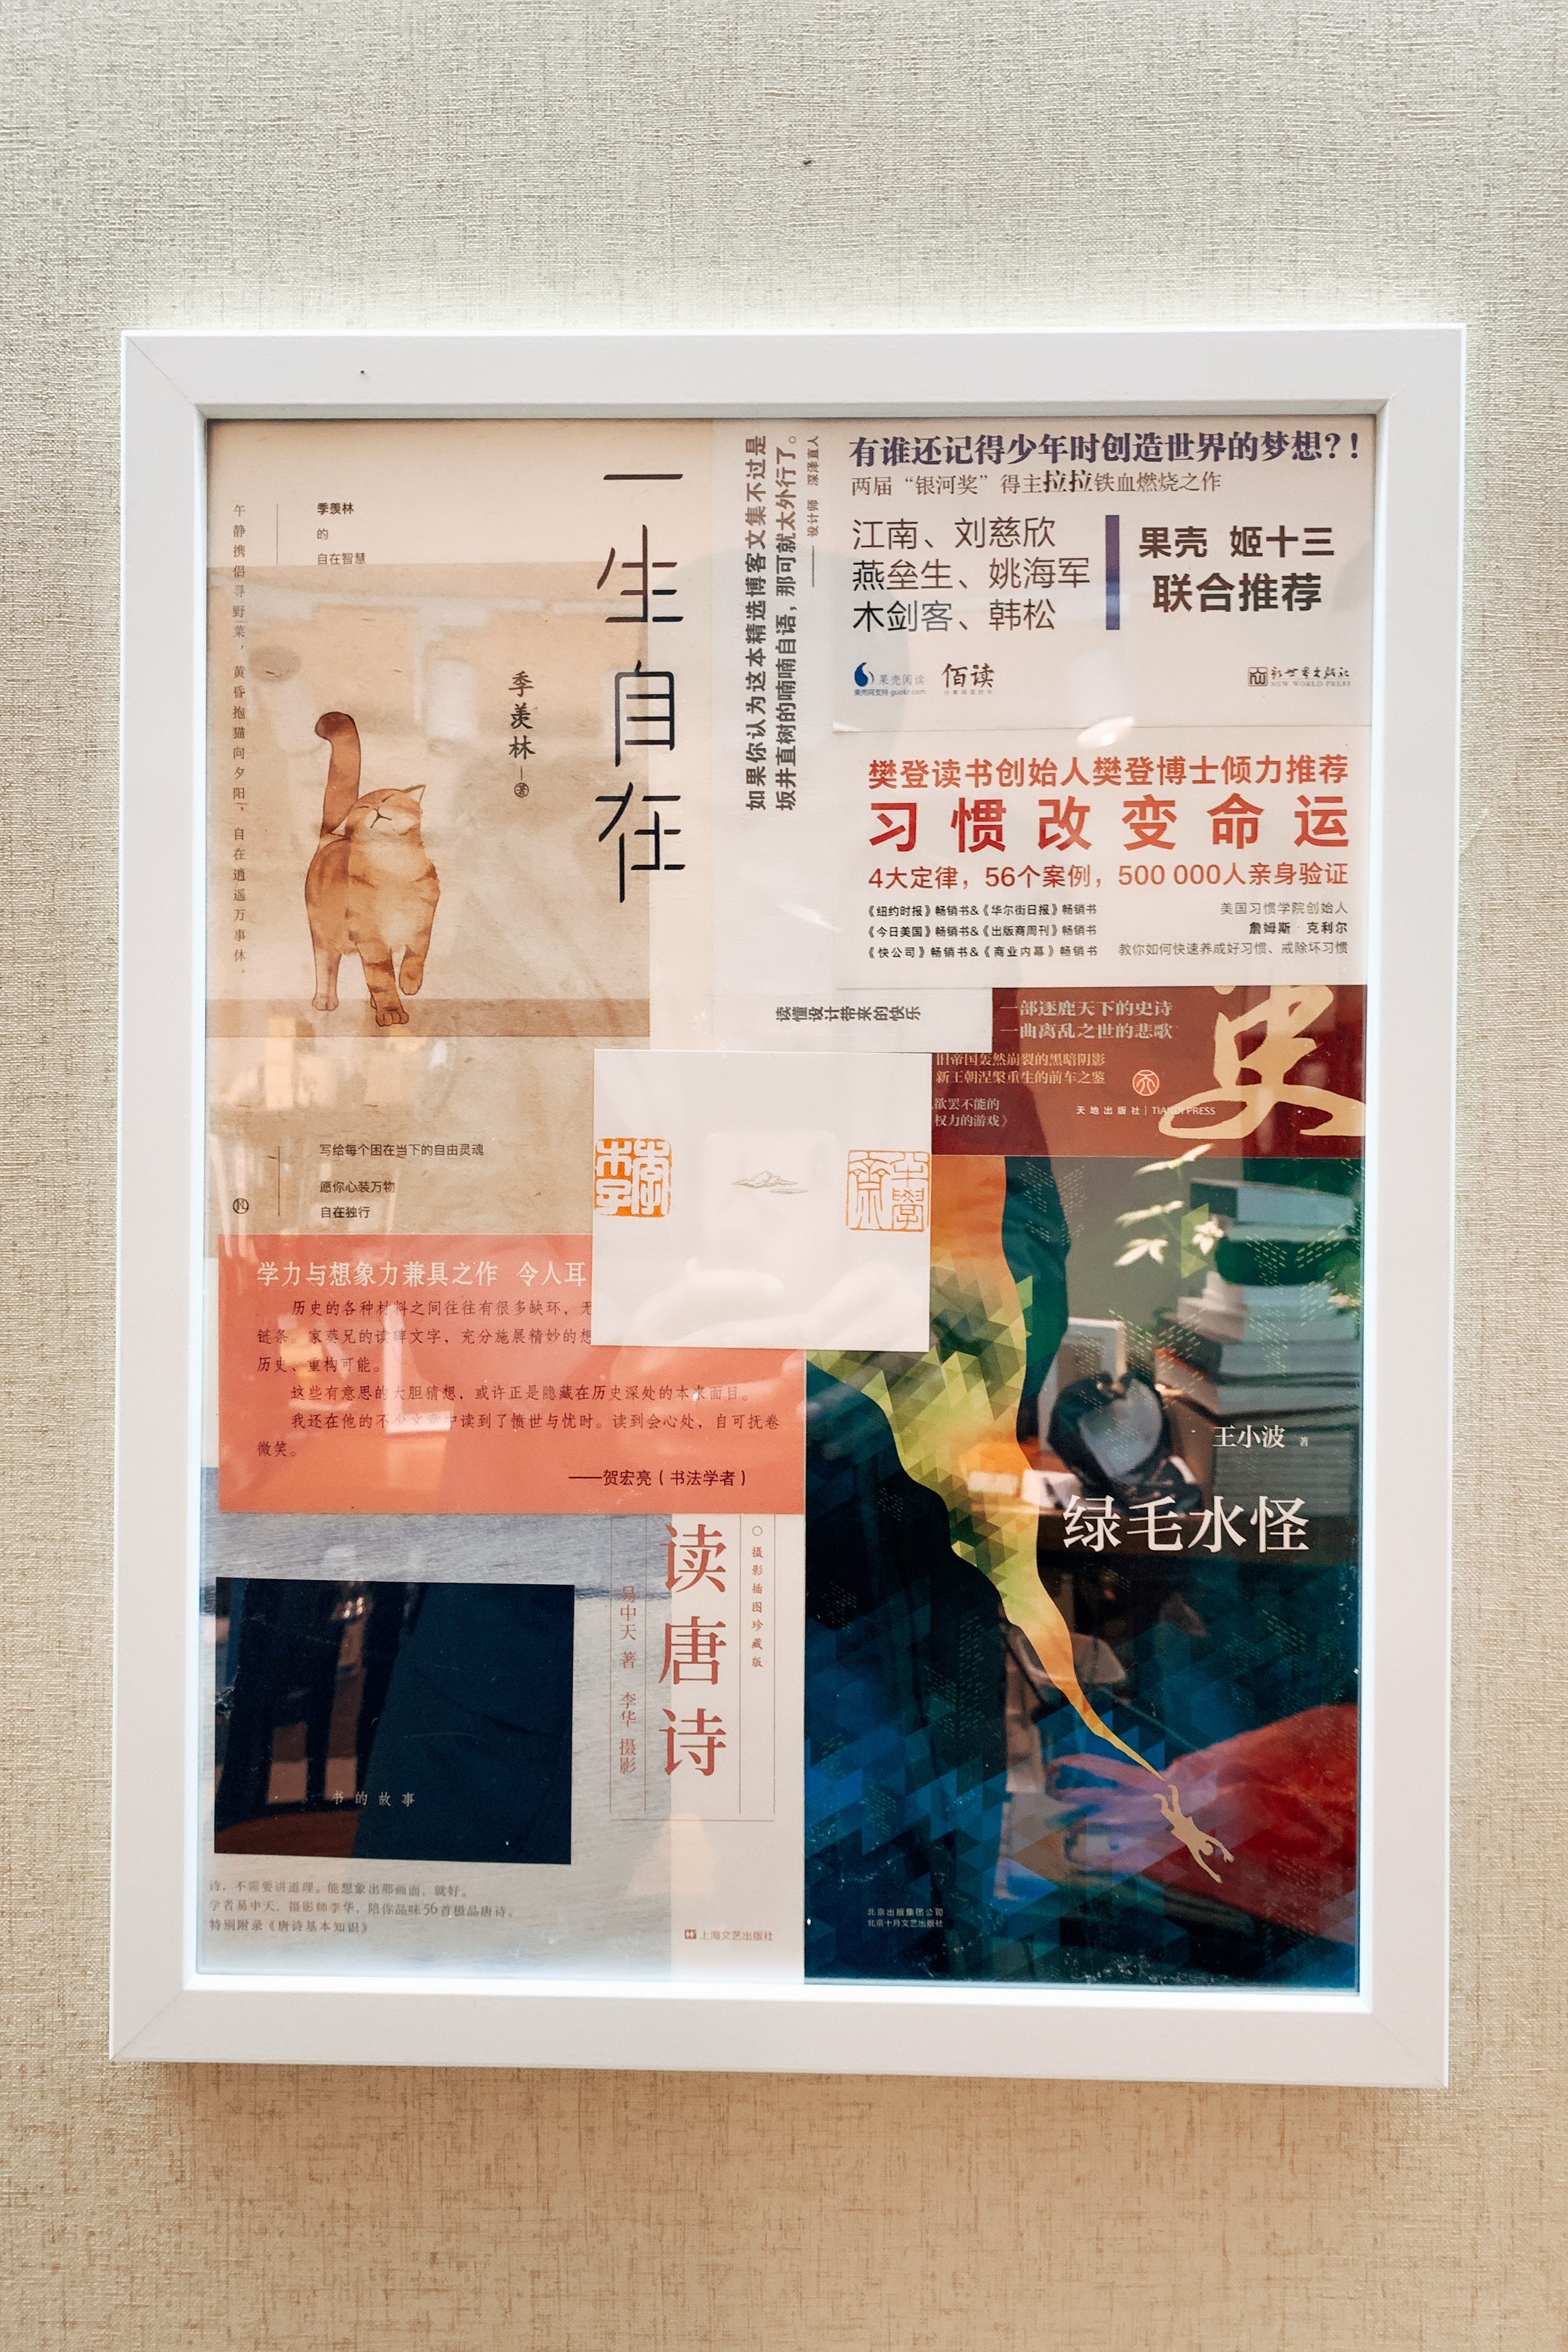 一生自在
季羡林
的
自在智慧
午静携侣寻野菜，黄昏抱猫向夕阳，自在逍遥万事休。
季羡林 著
写给每个困在当下的自由灵魂
愿你心装万物
自在独行
如果你认为这本精选博客文集不过是
坂井直树的喃喃自语，那可就太外行了。
——设计师 深泽直人
读懂设计带来的快乐
有谁还记得少年时创造世界的梦想？！
两届“银河奖”得主拉拉铁血燃烧之作
江南、刘慈欣
燕垒生、姚海军
木剑客、韩松
果壳 姬十三
联合推荐
果壳阅读
果壳网支持 guokr.com
佰读
新世界出版社
NEW WORLD PRESS
樊登读书创始人樊登博士倾力推荐
习惯改变命运
4大定律，56个案例，500 000人亲身验证
《纽约时报》畅销书&《华尔街日报》畅销书
《今日美国》畅销书&《出版商周刊》畅销书
《快公司》畅销书&《商业内幕》畅销书
美国习惯学院创始人
詹姆斯·克利尔
教你如何快速养成好习惯、戒除坏习惯
一部逐鹿天下的史诗
一曲离乱之世的悲歌
旧帝国轰然崩裂的黑暗阴影
新王朝涅槃重生的前车之鉴
欲罢不能的
权力的游戏》
天地出版社 | TIANDI PRESS
史
学力与想象力兼具之作 令人耳
历史的各种材料之间往往有很多缺环，无
链条。家英兄的读碑文字，充分施展精妙的想
历史、重构可能。
这些有意思的大胆猜想，或许正是隐藏在历史深处的本来面目。
我还在他的不少文章中读到了愤世与忧时。读到会心处，自可抚卷
微笑。
——贺宏亮（书法学者）
王小波 著
绿毛水怪
北京出版集团公司
北京十月文艺出版社
○摄影插图珍藏版
读唐诗
易中天 著 李华 摄影
书的故事
诗，不需要讲道理。能想象出那画面，就好。
学者易中天、摄影师李华，陪你品味56首极品唐诗。
特别附录《唐诗基本知识》
上海文艺出版社